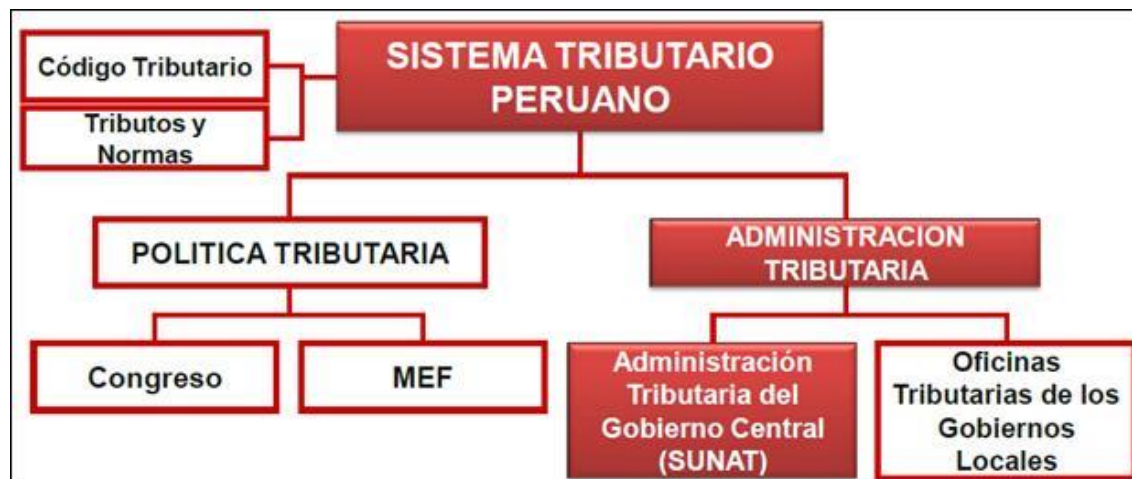 SISTEMA TRIBUTARIO
PERUANO
Código Tributario
Tributos y
Normas
POLITICA TRIBUTARIA
ADMINISTRACION
TRIBUTARIA
Congreso
MEF
Administración
Tributaria del
Gobierno Central
(SUNAT)
Oficinas
Tributarias de los
Gobiernos
Locales